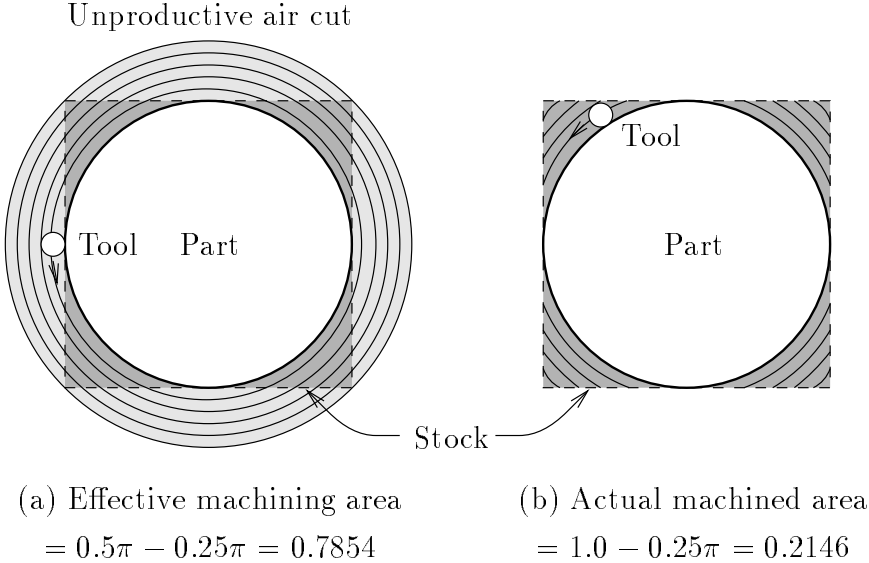 Unproductive air cut
Tool
Part
Tool
Part
Stock
(a) Effective machining area
= 0.5π − 0.25π = 0.7854
(b) Actual machined area
= 1.0 − 0.25π = 0.2146